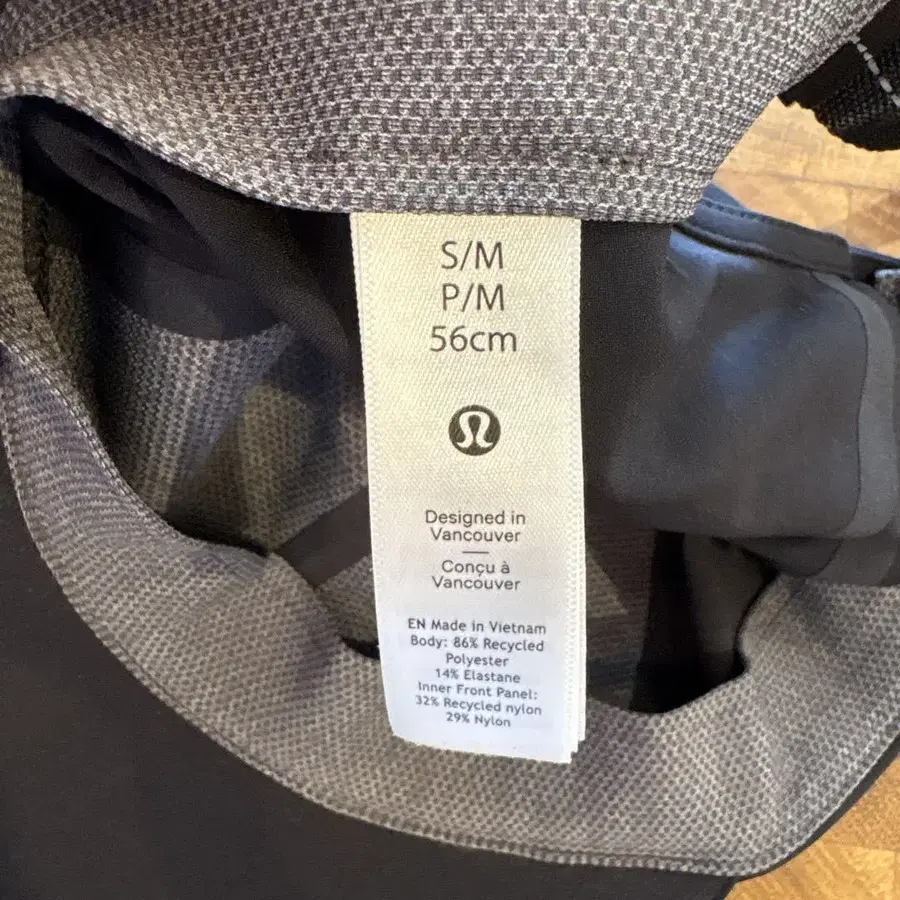 S/M
P/M
56cm
Designed in
Vancouver
Conçu à
Vancouver
EN Made in Vietnam
Body: 86% Recycled
Polyester
14% Elastane
Inner Front Panel:
32% Recycled nylon
29% Nylon